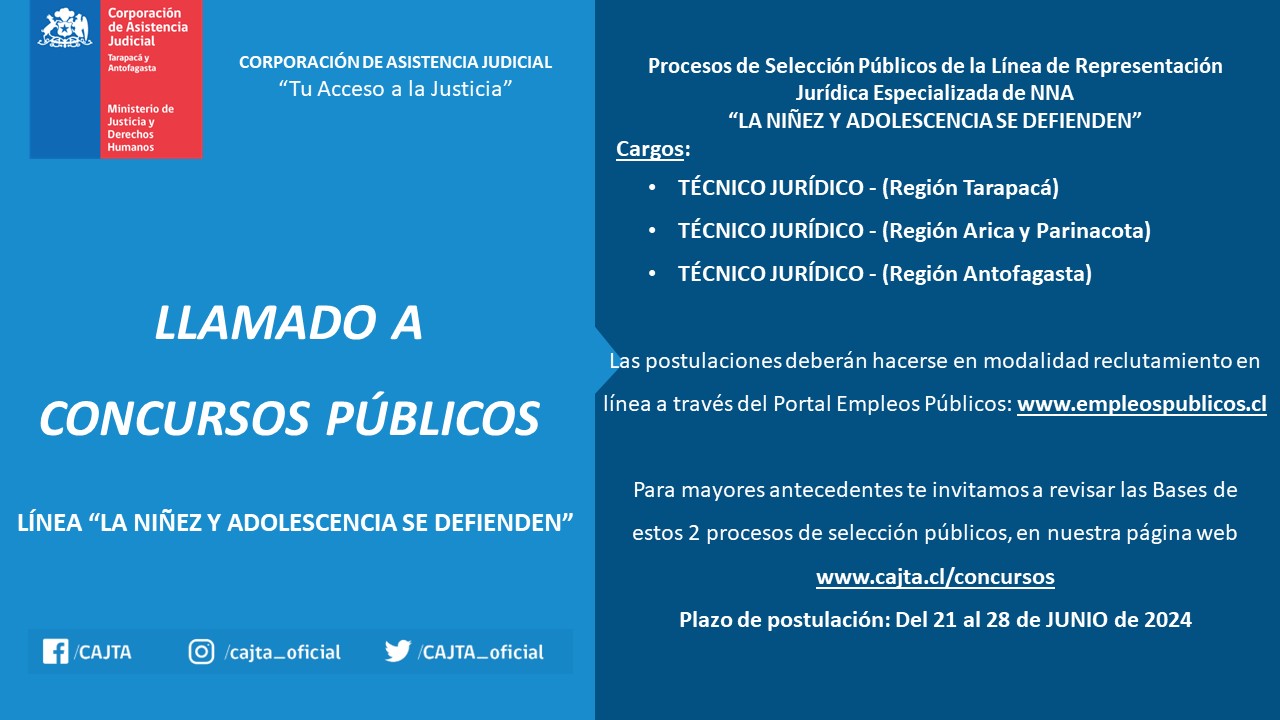 Corporación
de Asistencia
Judicial
Tarapacá y
Antofagasta
Ministerio de
Justicia y
Derechos
Humanos
CORPORACIÓN DE ASISTENCIA JUDICIAL
“Tu Acceso a la Justicia”
LLAMADO A
CONCURSOS PÚBLICOS
LÍNEA “LA NIÑEZ Y ADOLESCENCIA SE DEFIENDEN”
/CAJTA
/cajta_oficial
/CAJTA_oficial
Procesos de Selección Públicos de la Línea de Representación
Jurídica Especializada de NNA
“LA NIÑEZ Y ADOLESCENCIA SE DEFIENDEN”
Cargos:
• TÉCNICO JURÍDICO - (Región Tarapacá)
• TÉCNICO JURÍDICO - (Región Arica y Parinacota)
• TÉCNICO JURÍDICO - (Región Antofagasta)
Las postulaciones deberán hacerse en modalidad reclutamiento en
línea a través del Portal Empleos Públicos: www.empleospublicos.cl
Para mayores antecedentes te invitamos a revisar las Bases de
estos 2 procesos de selección públicos, en nuestra página web
www.cajta.cl/concursos
Plazo de postulación: Del 21 al 28 de JUNIO de 2024